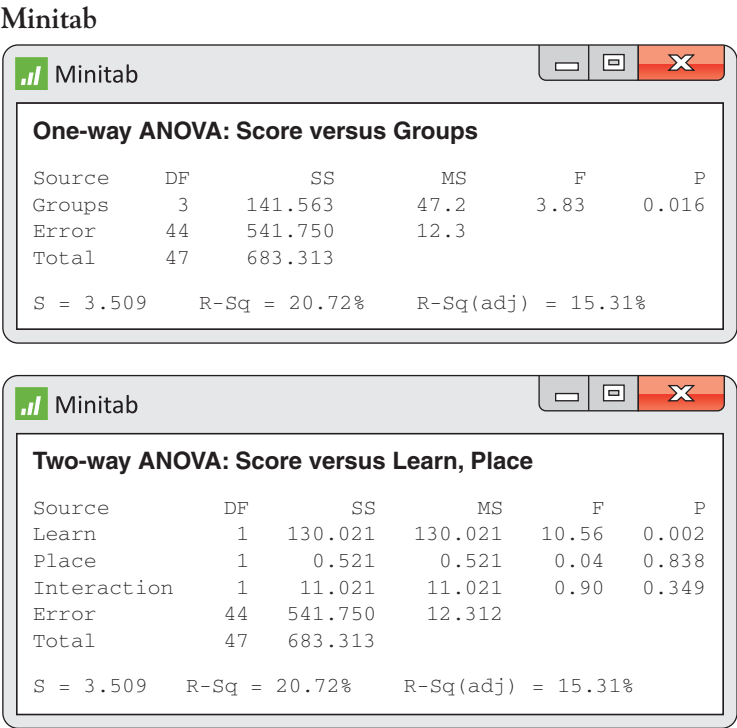 Minitab
Minitab
One-way ANOVA: Score versus Groups
Source DF SS MS F P
Groups 3 141.563 47.2 3.83 0.016
Error 44 541.750 12.3
Total 47 683.313
S = 3.509 R-Sq = 20.72% R-Sq(adj) = 15.31%
Minitab
Two-way ANOVA: Score versus Learn, Place
Source DF SS MS F P
Learn 1 130.021 130.021 10.56 0.002
Place 1 0.521 0.521 0.04 0.838
Interaction 1 11.021 11.021 0.90 0.349
Error 44 541.750 12.312
Total 47 683.313
S = 3.509 R-Sq = 20.72% R-Sq(adj) = 15.31%